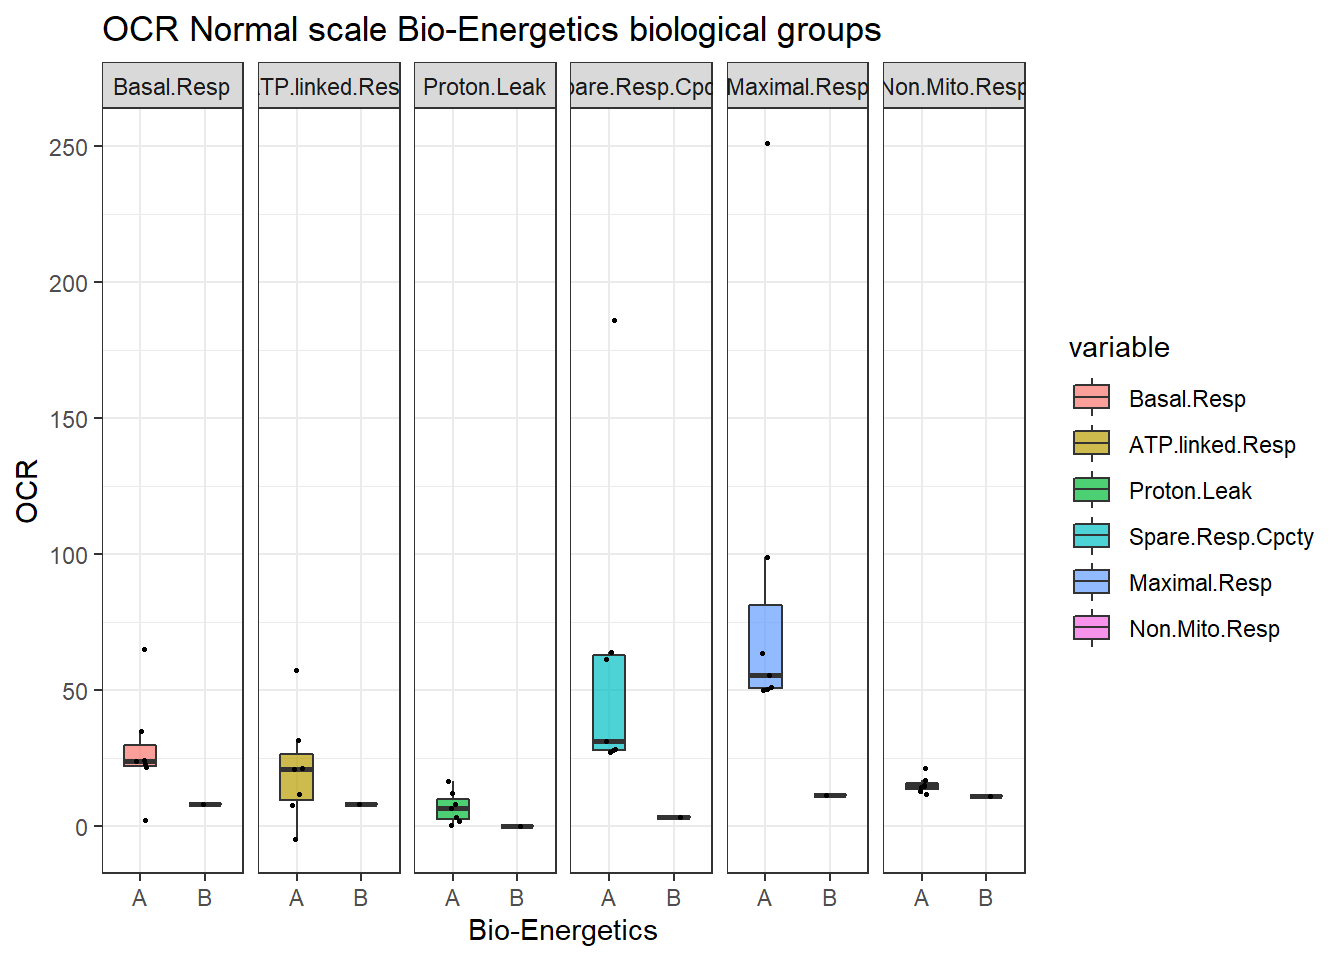 OCR Normal scale Bio-Energetics biological groups
Basal.Resp
TP.linked.Res
Proton.Leak
pare.Resp.Cpc
Maximal.Resp
Non.Mito.Resp
250
200
150
100
50
0
OCR
A B A B A B A B A B A B
Bio-Energetics
variable
Basal.Resp
ATP.linked.Resp
Proton.Leak
Spare.Resp.Cpcty
Maximal.Resp
Non.Mito.Resp